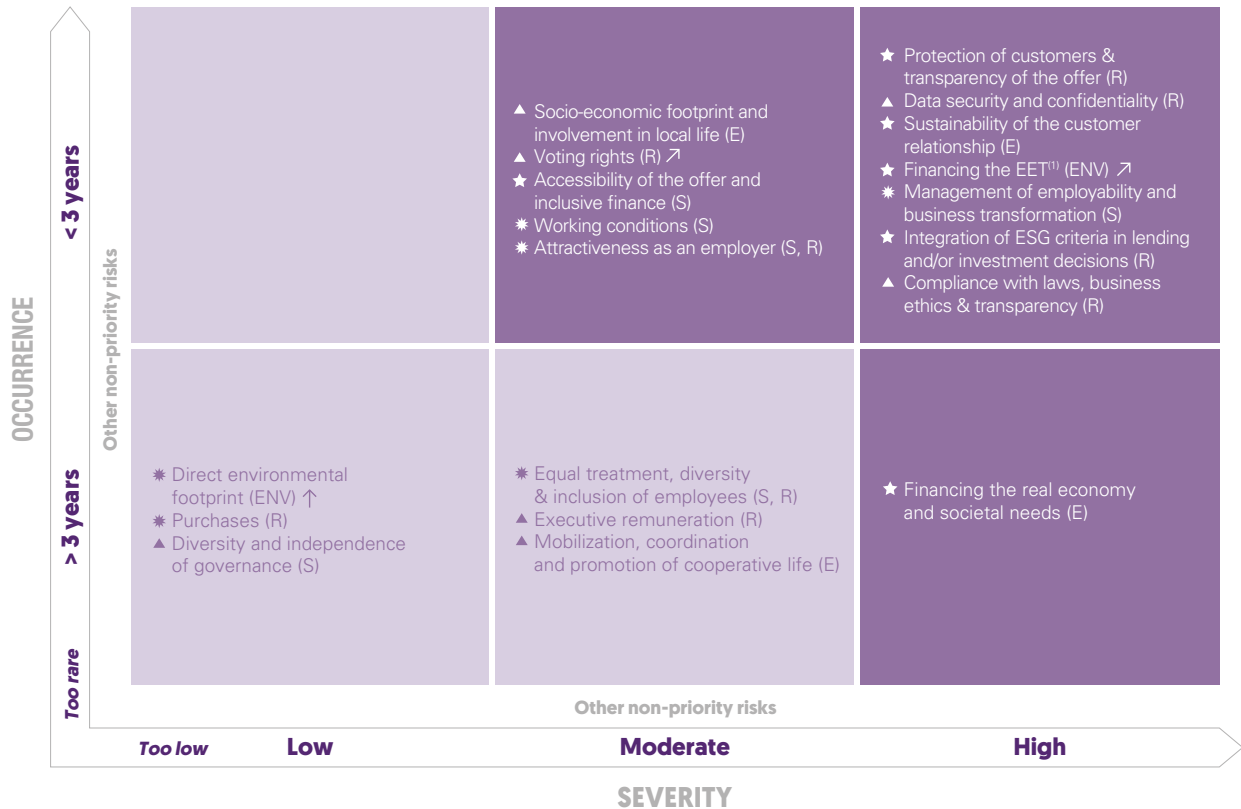 OCCURRENCE
< 3 years
> 3 years
Too rare
Other non-priority risks
▲ Socio-economic footprint and
involvement in local life (E)
▲ Voting rights (R) ↗
★ Accessibility of the offer and
inclusive finance (S)
✹ Working conditions (S)
✹ Attractiveness as an employer (S, R)
★ Protection of customers &
transparency of the offer (R)
▲ Data security and confidentiality (R)
★ Sustainability of the customer
relationship (E)
★ Financing the EET(1) (ENV) ↗
✹ Management of employability and
business transformation (S)
★ Integration of ESG criteria in lending
and/or investment decisions (R)
▲ Compliance with laws, business
ethics & transparency (R)
✹ Direct environmental
footprint (ENV) ↑
✹ Purchases (R)
▲ Diversity and independence
of governance (S)
✹ Equal treatment, diversity
& inclusion of employees (S, R)
▲ Executive remuneration (R)
▲ Mobilization, coordination
and promotion of cooperative life (E)
★ Financing the real economy
and societal needs (E)
Other non-priority risks
Too low
Low
Moderate
High
SEVERITY